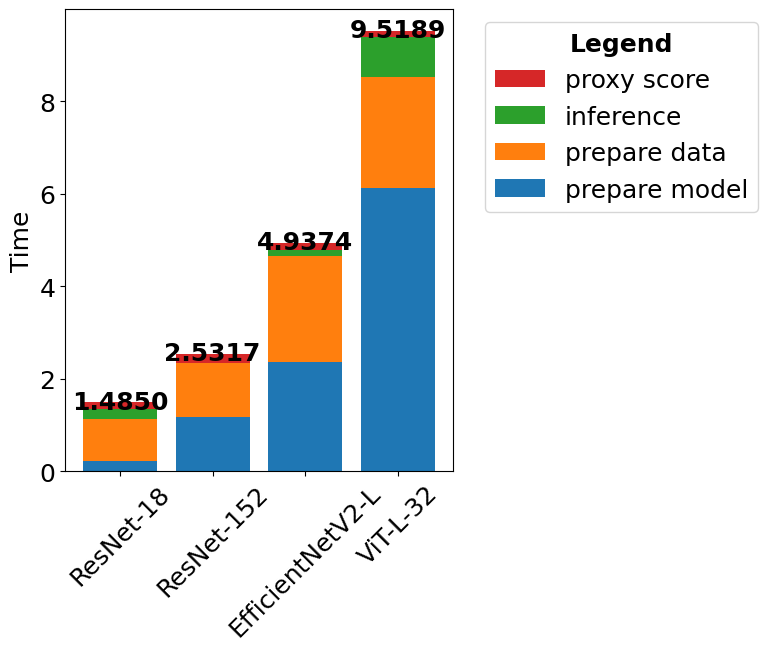 9.5189
Legend
proxy score
inference
prepare data
prepare model
8
6
4.9374
Time
4
2.5317
2
1.4850
0
ResNet-18
ResNet-152
EfficientNetV2-L
ViT-L-32